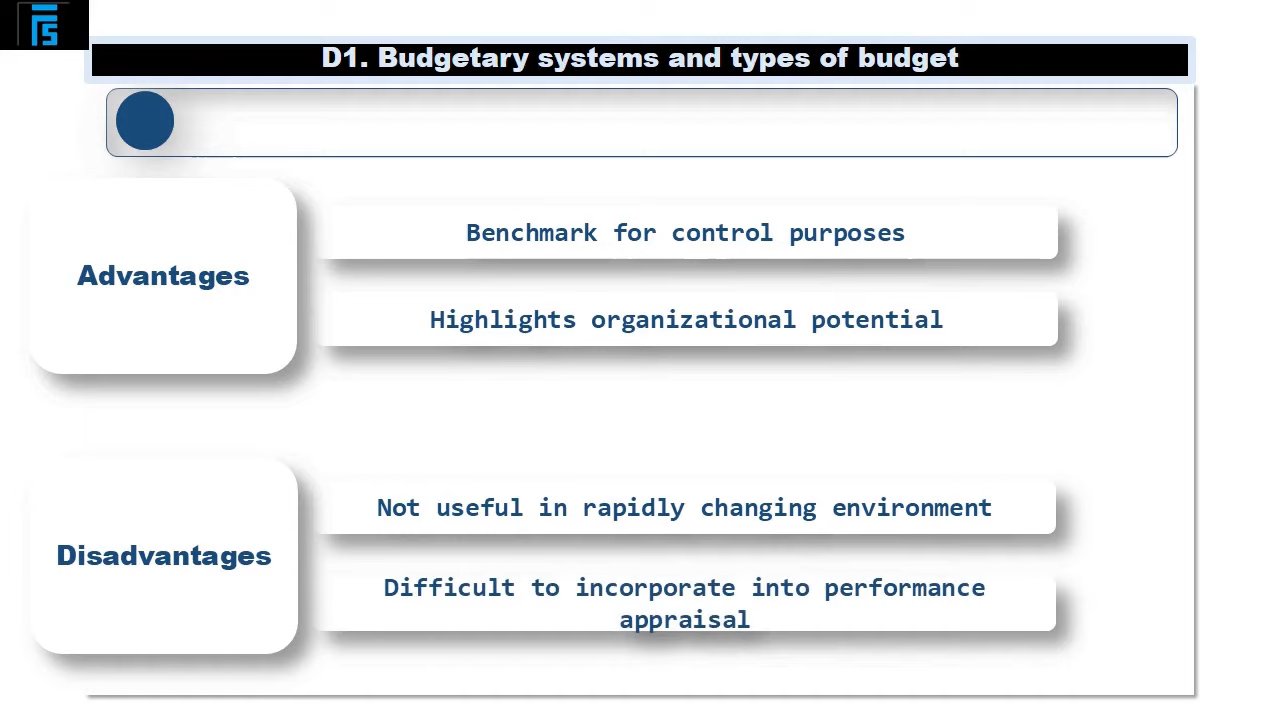 D1. Budgetary systems and types of budget
Advantages
Benchmark for control purposes
Highlights organizational potential
Disadvantages
Not useful in rapidly changing environment
Difficult to incorporate into performance
appraisal